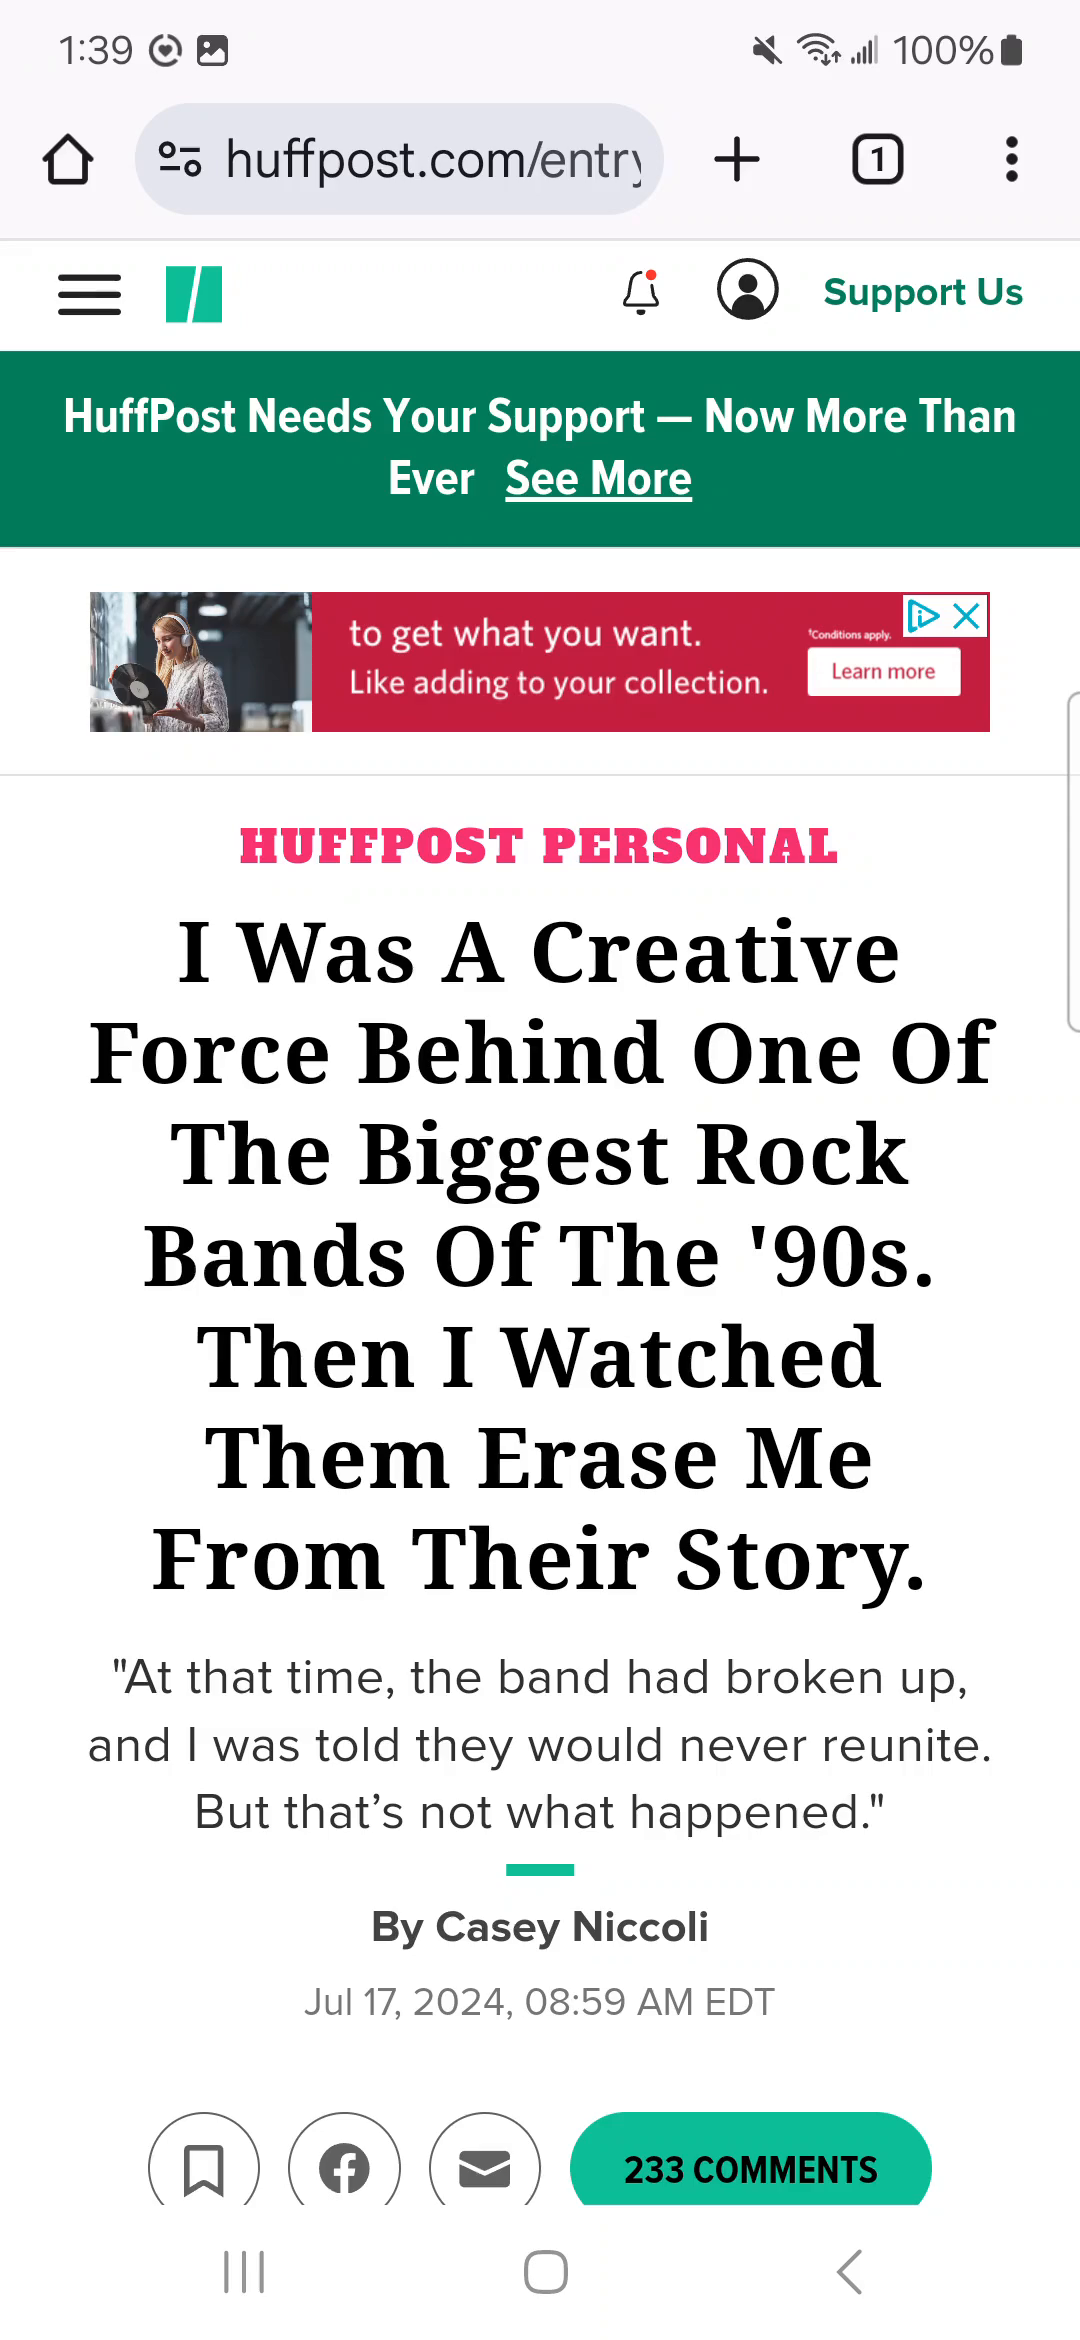 1:39
100%
huffpost.com/entry
1
Support Us
HuffPost Needs Your Support — Now More Than
Ever See More
to get what you want.
Like adding to your collection.
†Conditions apply.
Learn more
HUFFPOST PERSONAL
I Was A Creative
Force Behind One Of
The Biggest Rock
Bands Of The '90s.
Then I Watched
Them Erase Me
From Their Story.
"At that time, the band had broken up,
and I was told they would never reunite.
But that’s not what happened."
By Casey Niccoli
Jul 17, 2024, 08:59 AM EDT
233 COMMENTS